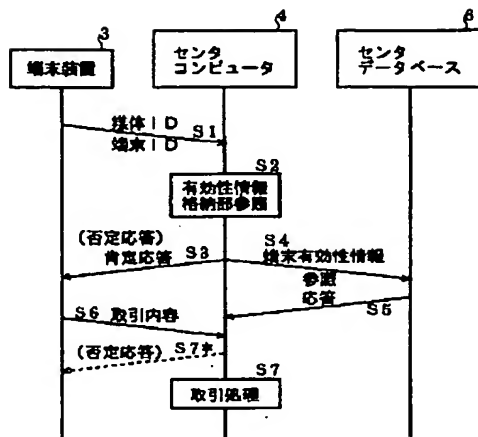 3
端末装置
4
センタ
コンピュータ
6
センタ
データベース
媒体ID
S1
端末ID
S2
有効性情報
格納部参照
(否定応答)
肯定応答
S3
S4
端末有効性情報
参照
応答
S5
S6 取引内容
(否定応答)
S7*
S7
取引処理